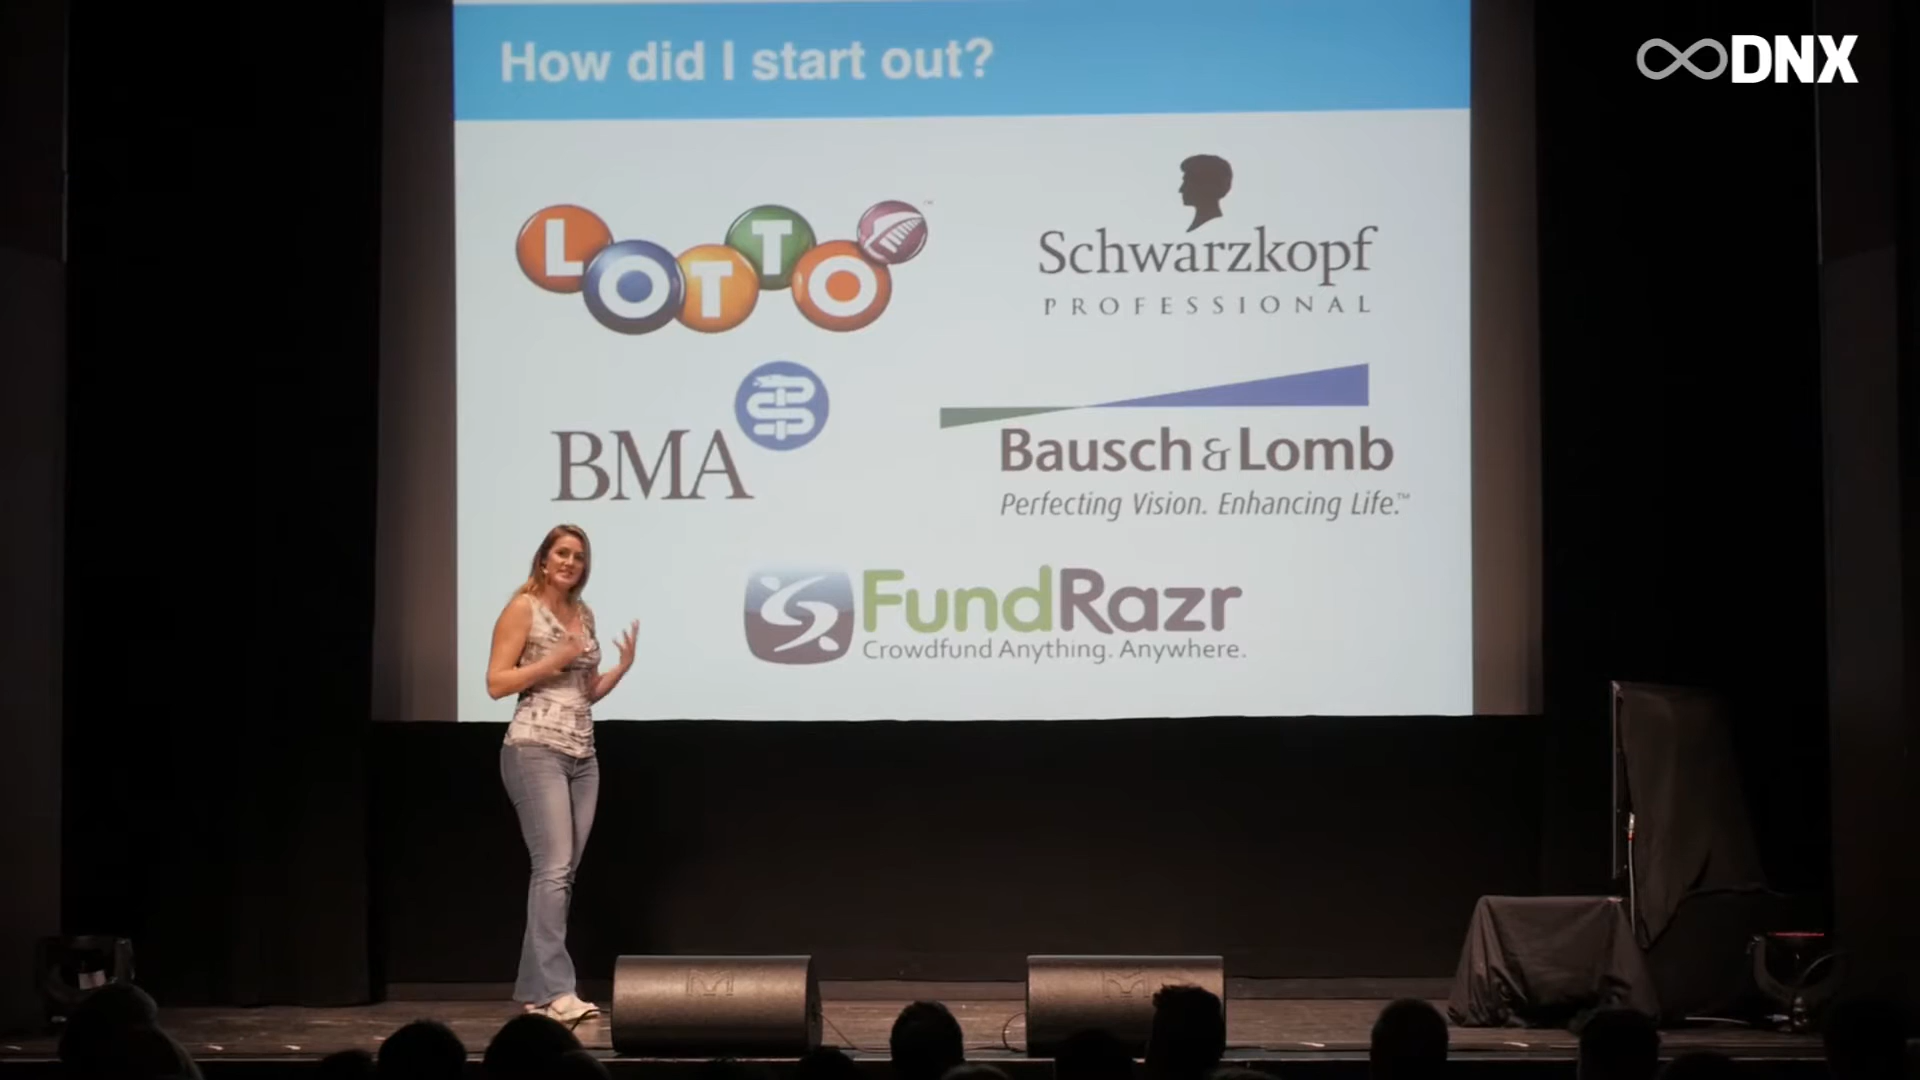 How did I start out?
∞DNX
LOTTO™
Schwarzkopf
PROFESSIONAL
BMA
Bausch & Lomb
Perfecting Vision. Enhancing Life.™
FundRazr
Crowdfund Anything. Anywhere.